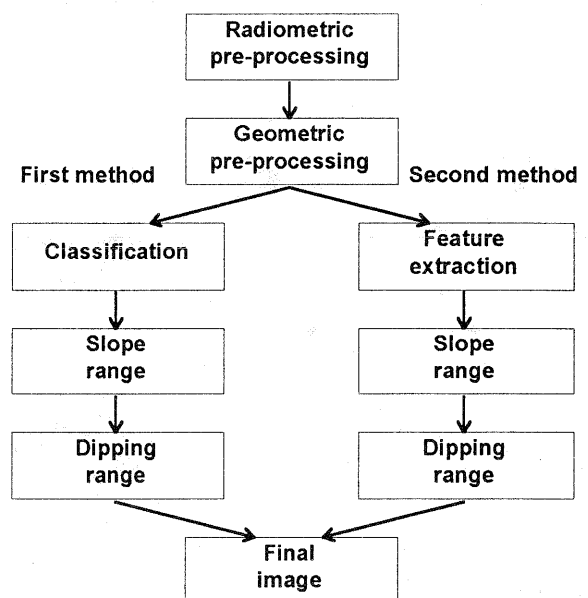 Radiometric
pre-processing
Geometric
pre-processing
First method
Second method
Classification
Feature
extraction
Slope
range
Slope
range
Dipping
range
Dipping
range
Final
image